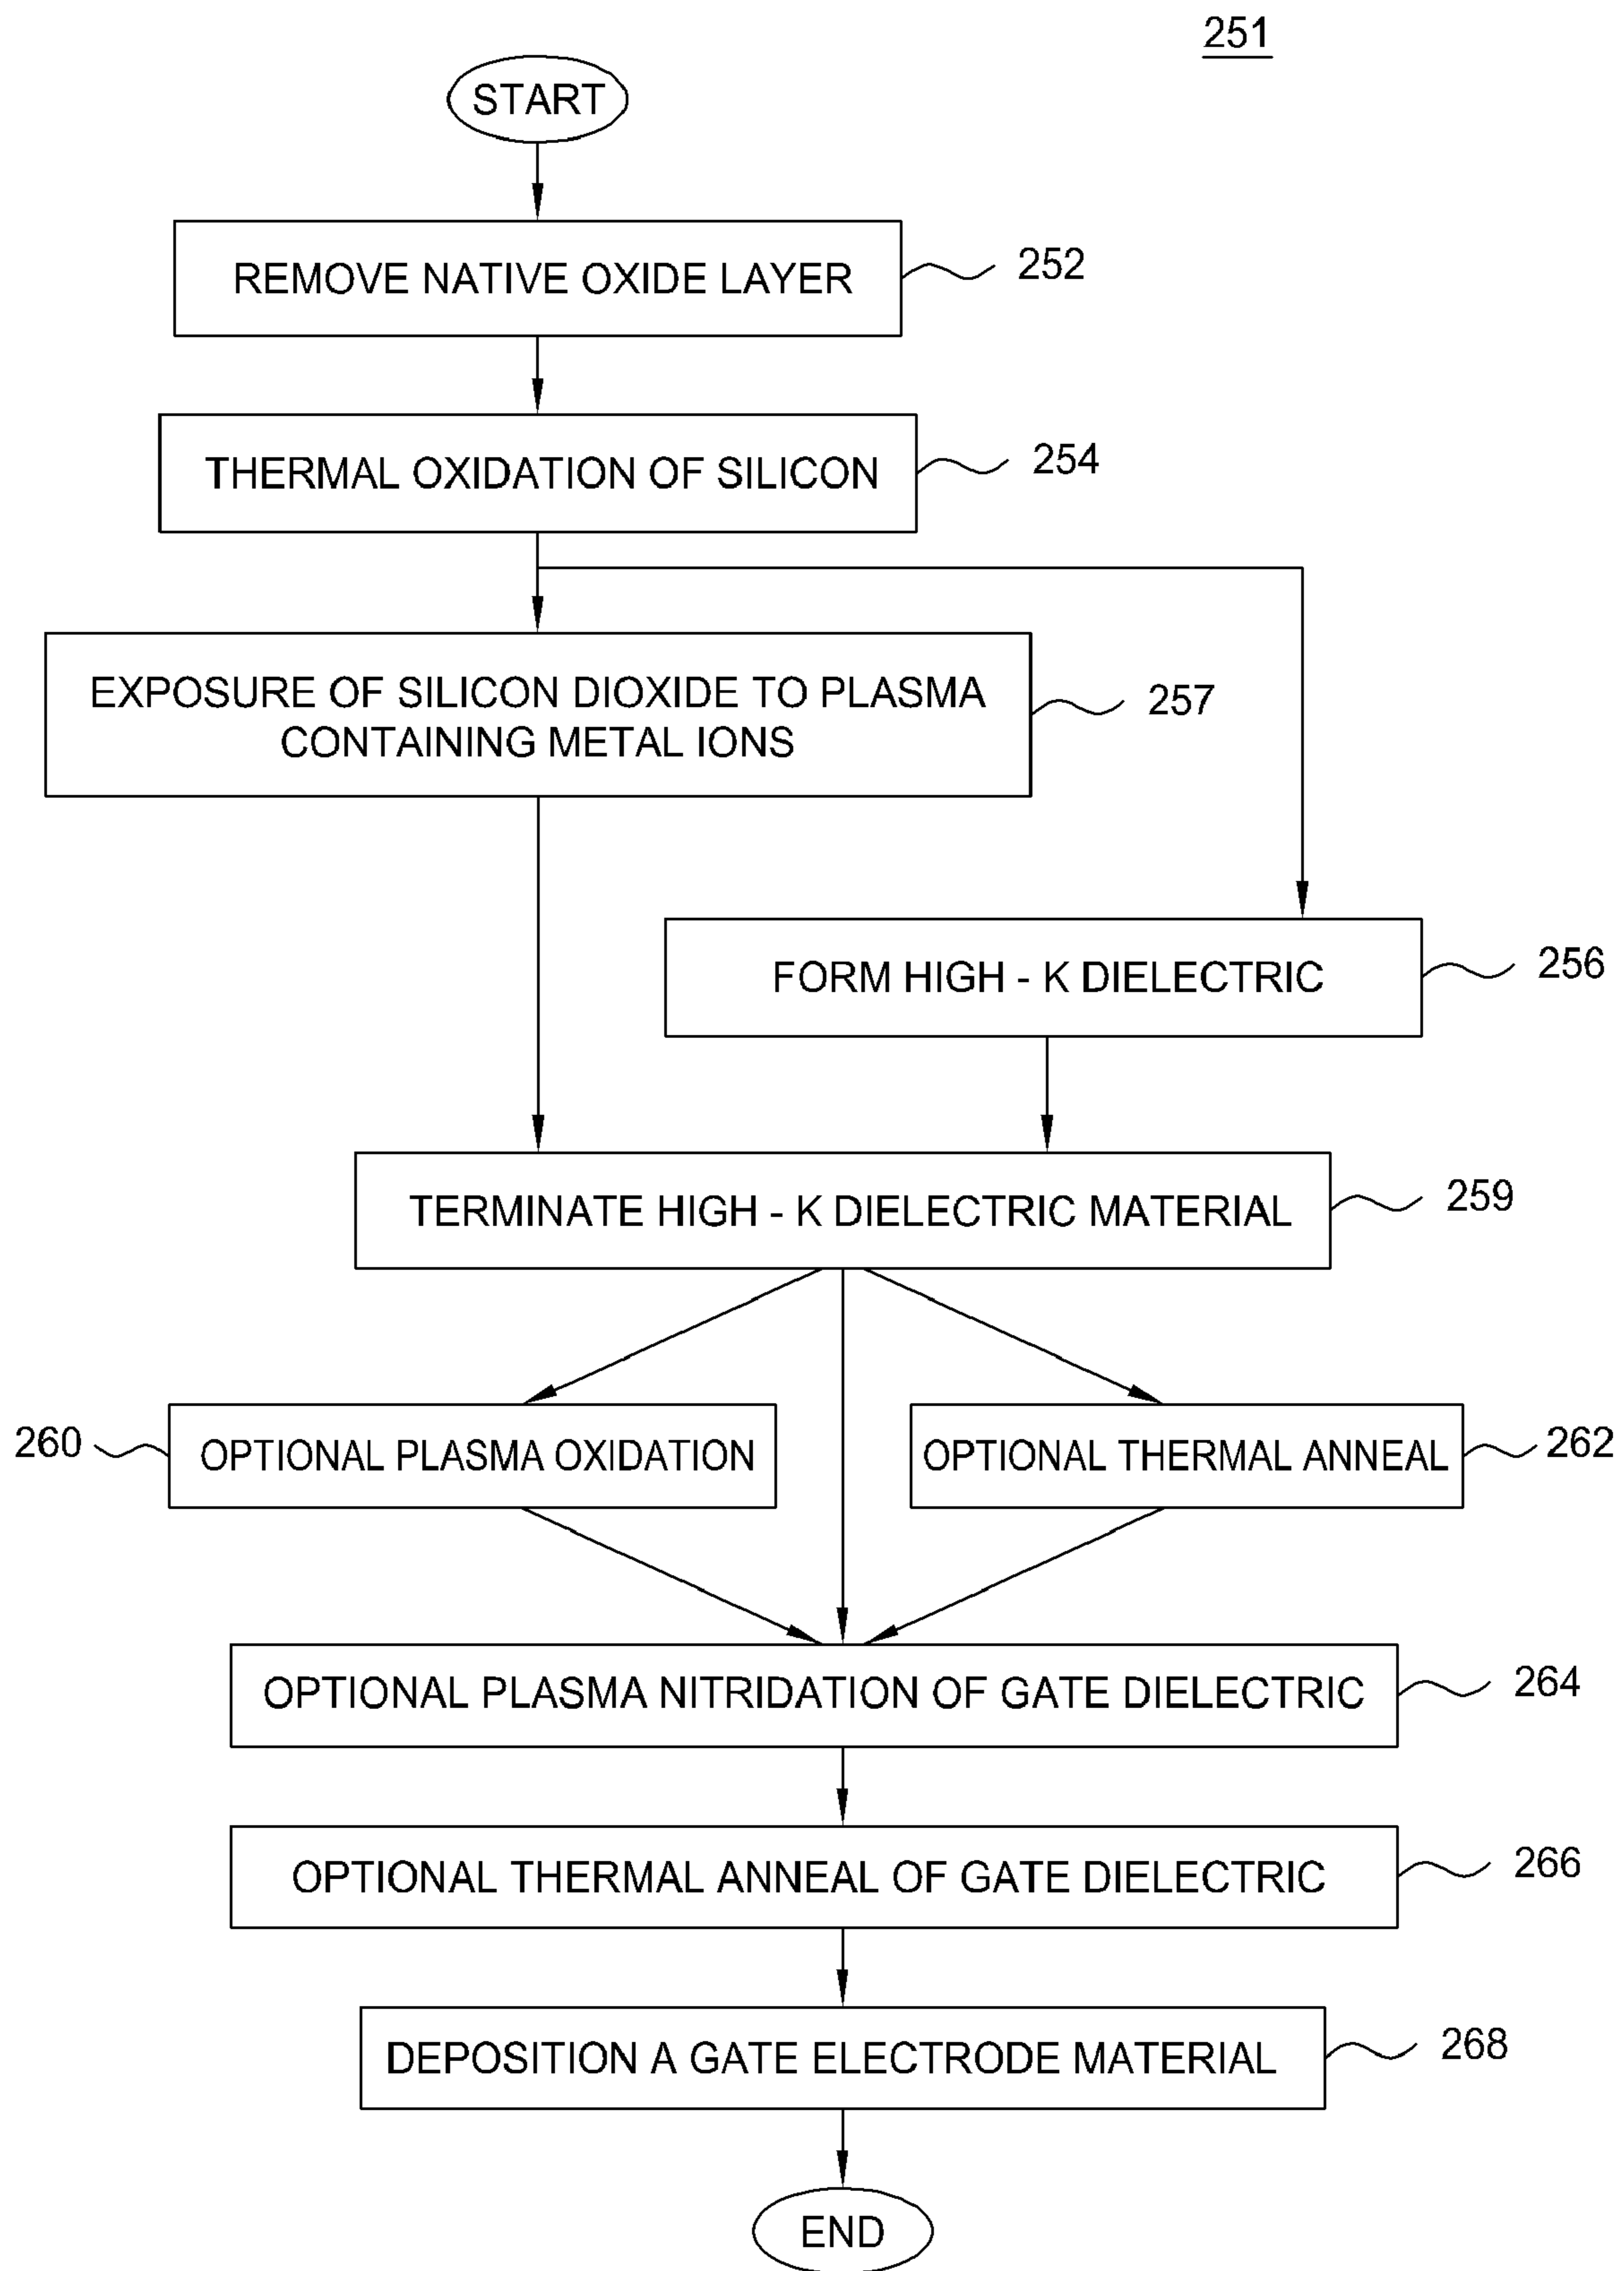 251
START
REMOVE NATIVE OXIDE LAYER
252
THERMAL OXIDATION OF SILICON
254
EXPOSURE OF SILICON DIOXIDE TO PLASMA
CONTAINING METAL IONS
257
FORM HIGH - K DIELECTRIC
256
TERMINATE HIGH - K DIELECTRIC MATERIAL
259
260
OPTIONAL PLASMA OXIDATION
OPTIONAL THERMAL ANNEAL
262
OPTIONAL PLASMA NITRIDATION OF GATE DIELECTRIC
264
OPTIONAL THERMAL ANNEAL OF GATE DIELECTRIC
266
DEPOSITION A GATE ELECTRODE MATERIAL
268
END